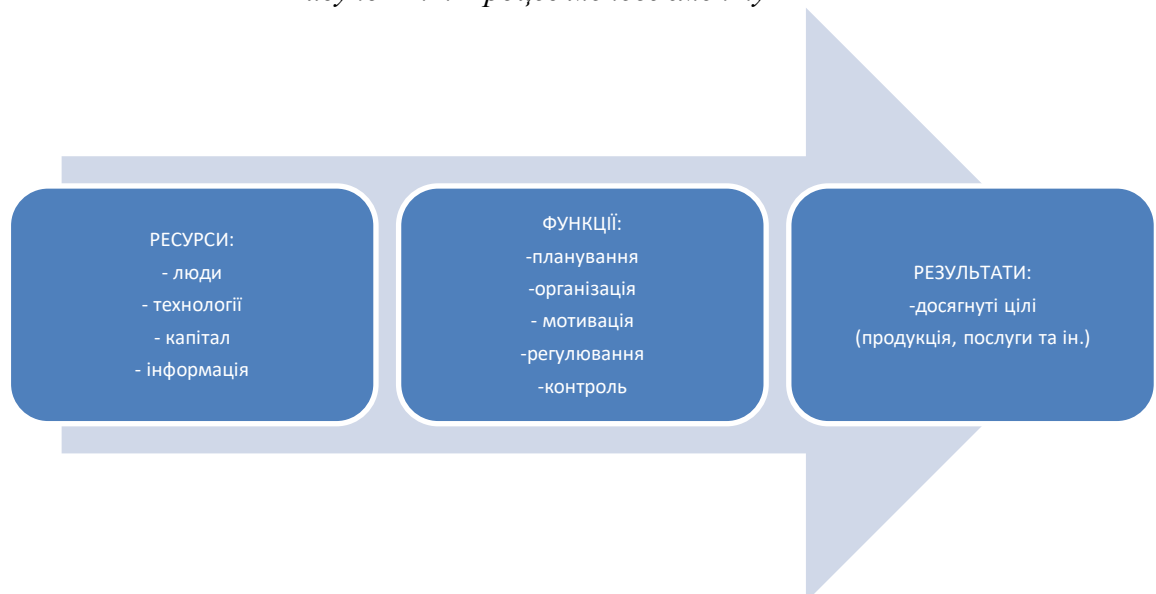 РЕСУРСИ:
- люди
- технології
- капітал
- інформація
ФУНКЦІЇ:
-планування
-організація
- мотивація
-регулювання
-контроль
РЕЗУЛЬТАТИ:
-досягнуті цілі
(продукція, послуги та ін.)